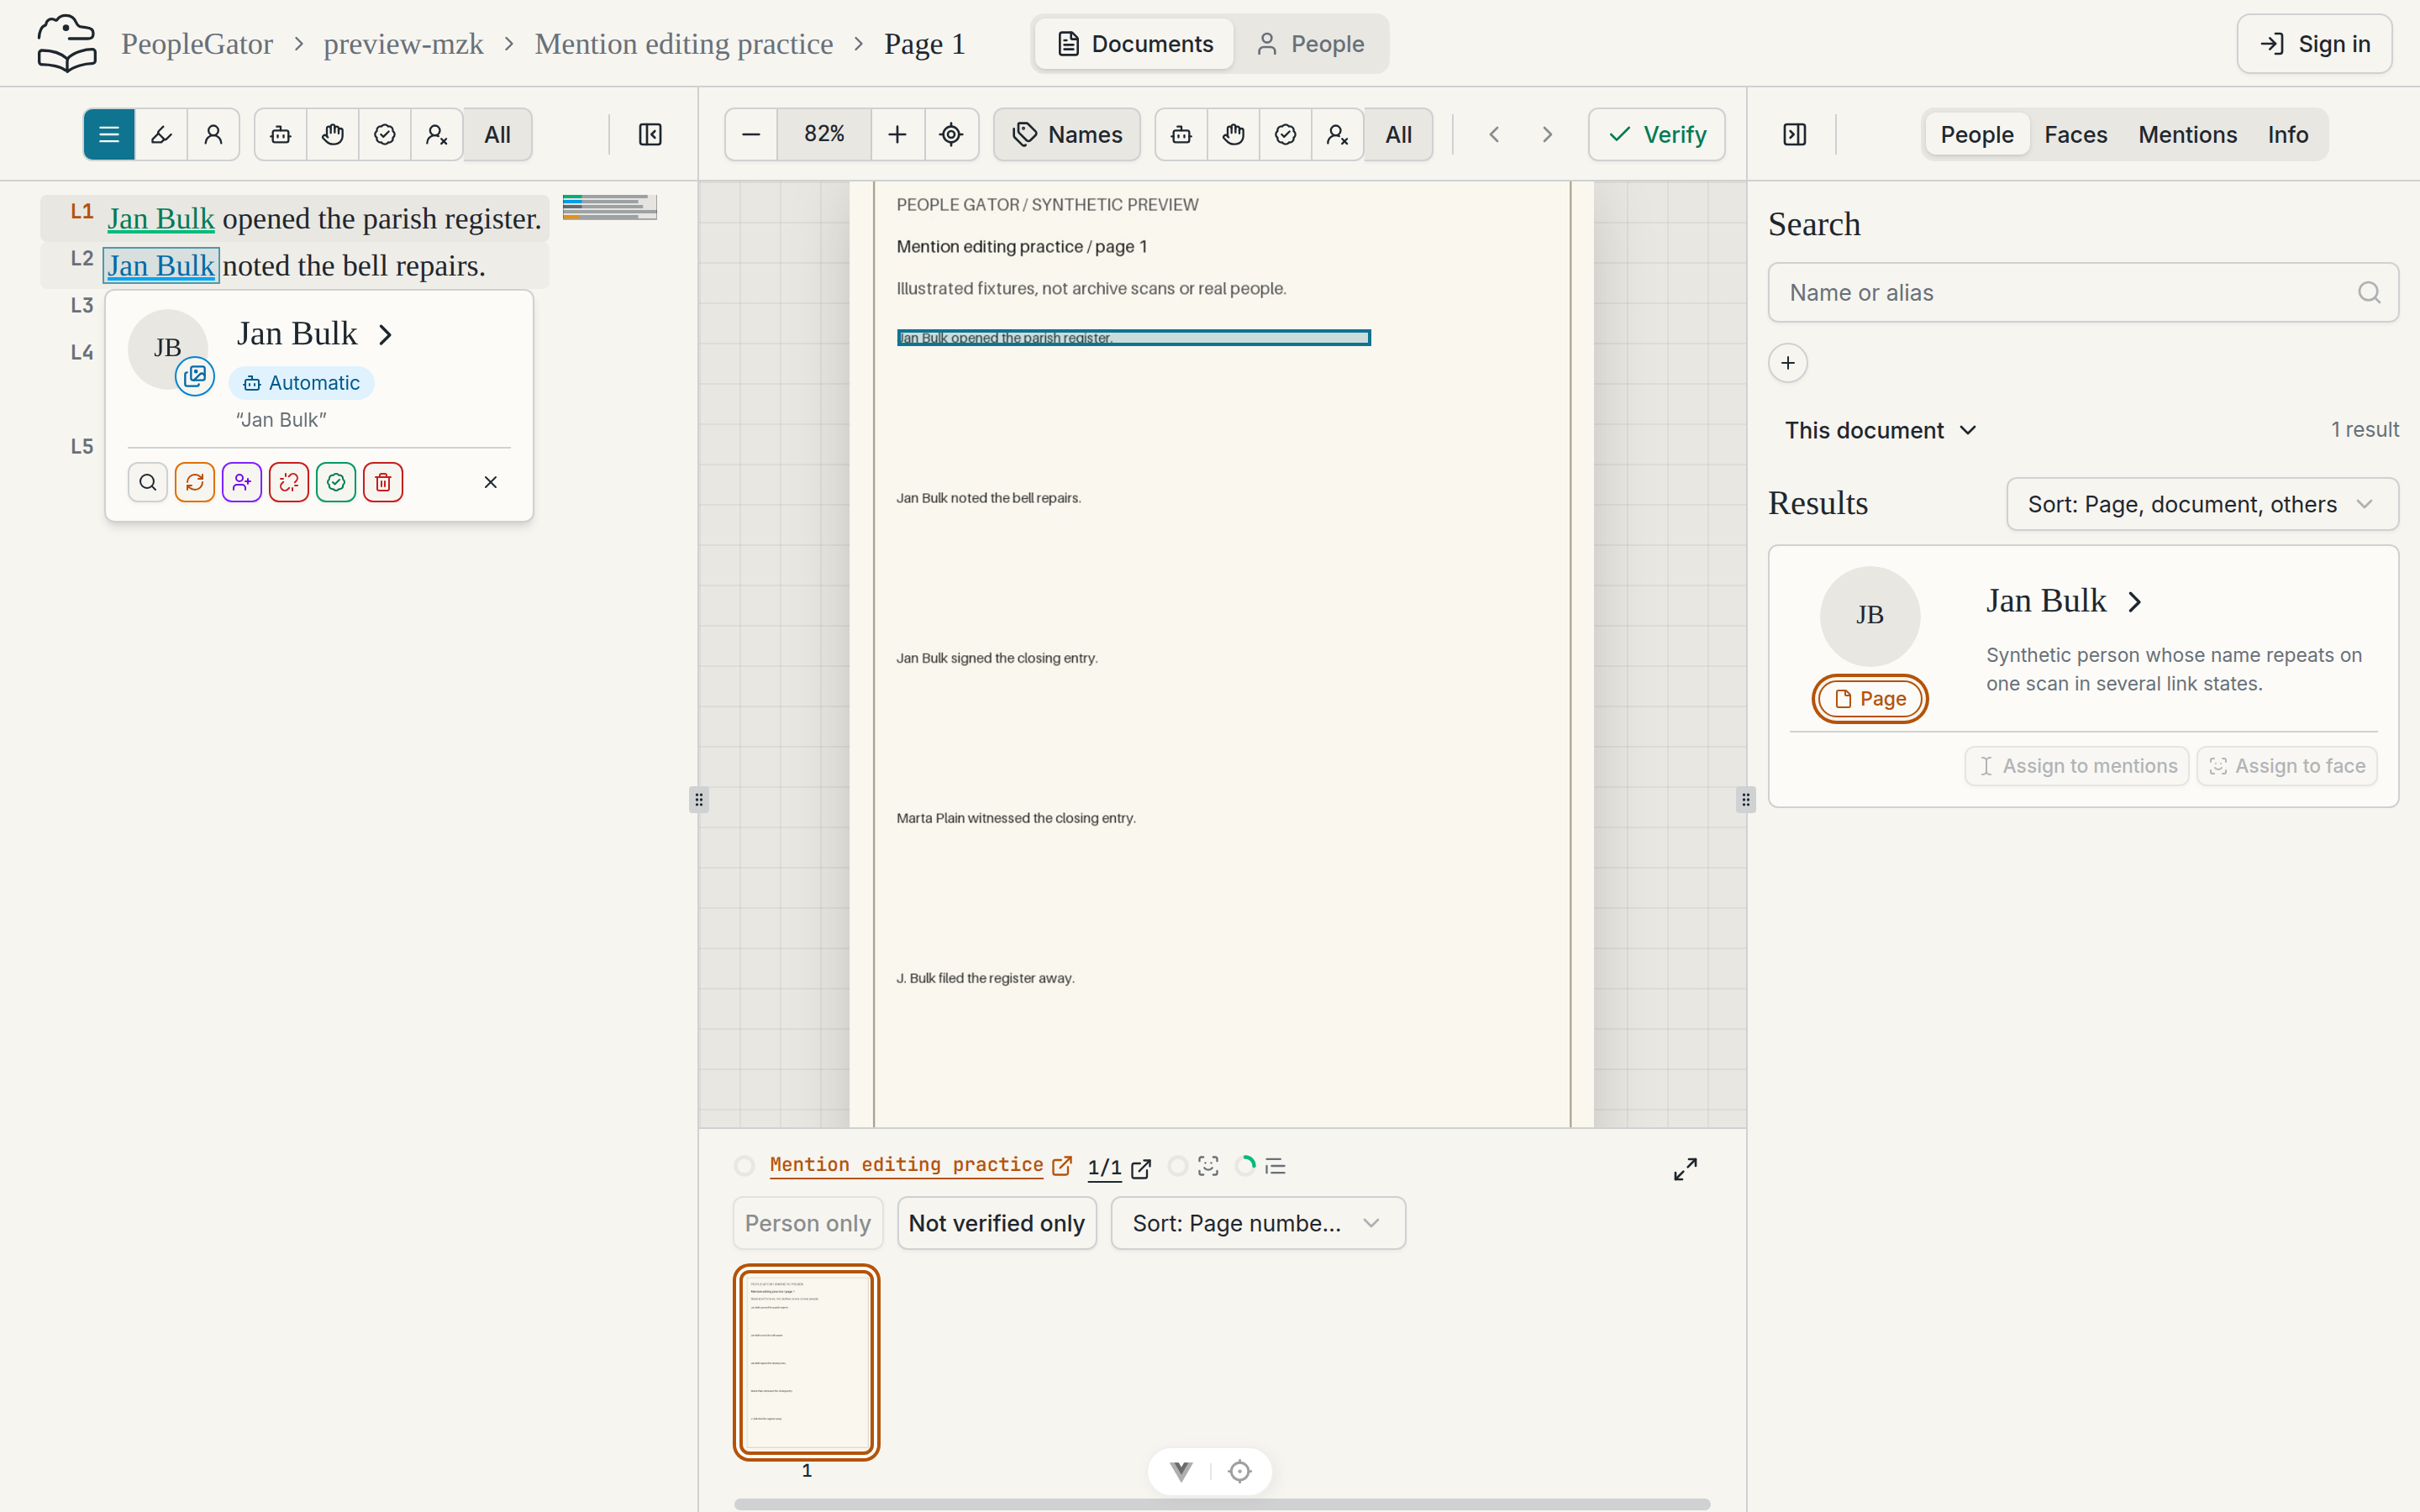 PeopleGator > preview-mzk > Mention editing practice > Page 1
Documents
People
Sign in
All
82%
Names
All
Verify
People
Faces
Mentions
Info
L1 Jan Bulk opened the parish register.
L2 Jan Bulk noted the bell repairs.
L3
L4
L5
JB
Jan Bulk
Automatic
“Jan Bulk”
PEOPLE GATOR / SYNTHETIC PREVIEW
Mention editing practice / page 1
Illustrated fixtures, not archive scans or real people.
Jan Bulk opened the parish register.
Jan Bulk noted the bell repairs.
Jan Bulk signed the closing entry.
Marta Plain witnessed the closing entry.
J. Bulk filed the register away.
Mention editing practice
1/1
Person only
Not verified only
Sort: Page numbe...
1
Search
Name or alias
This document
1 result
Results
Sort: Page, document, others
JB
Jan Bulk
Synthetic person whose name repeats on
one scan in several link states.
Page
Assign to mentions
Assign to face